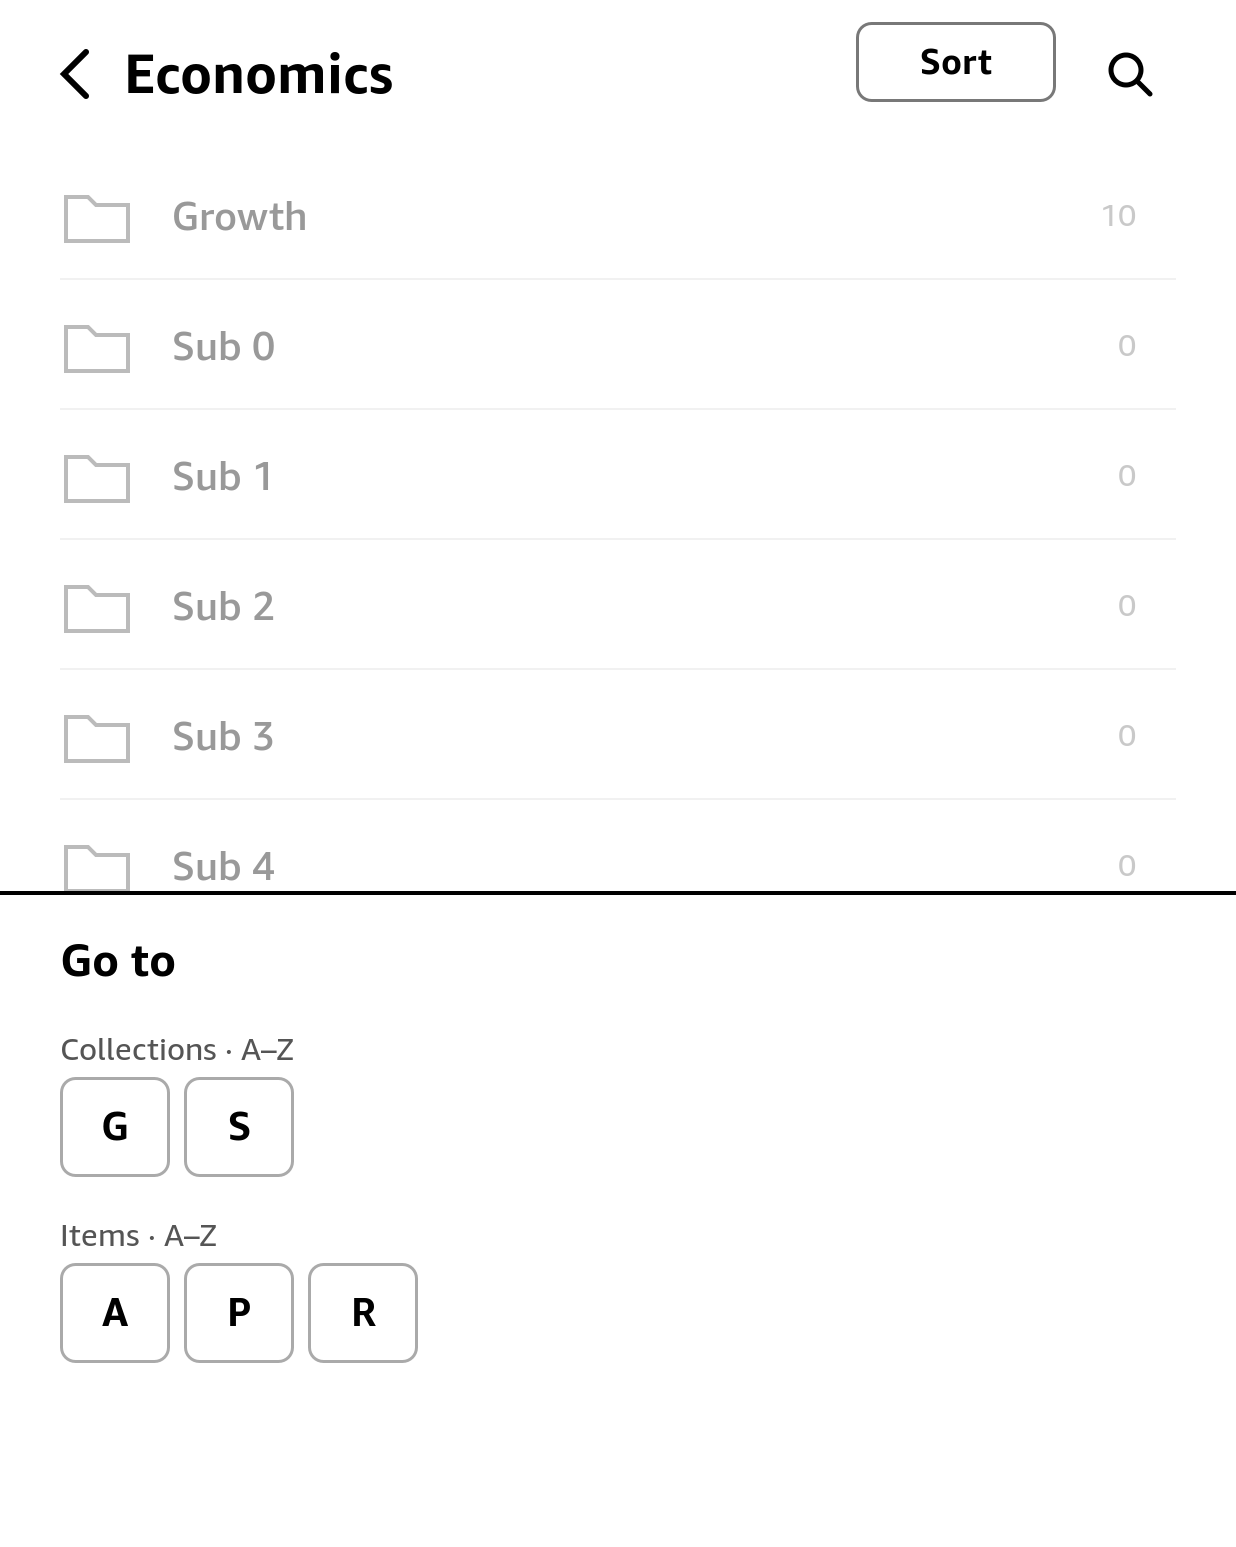 Economics
Sort
Growth 10
Sub 0 0
Sub 1 0
Sub 2 0
Sub 3 0
Sub 4 0
Go to
Collections · A–Z
G S
Items · A–Z
A P R